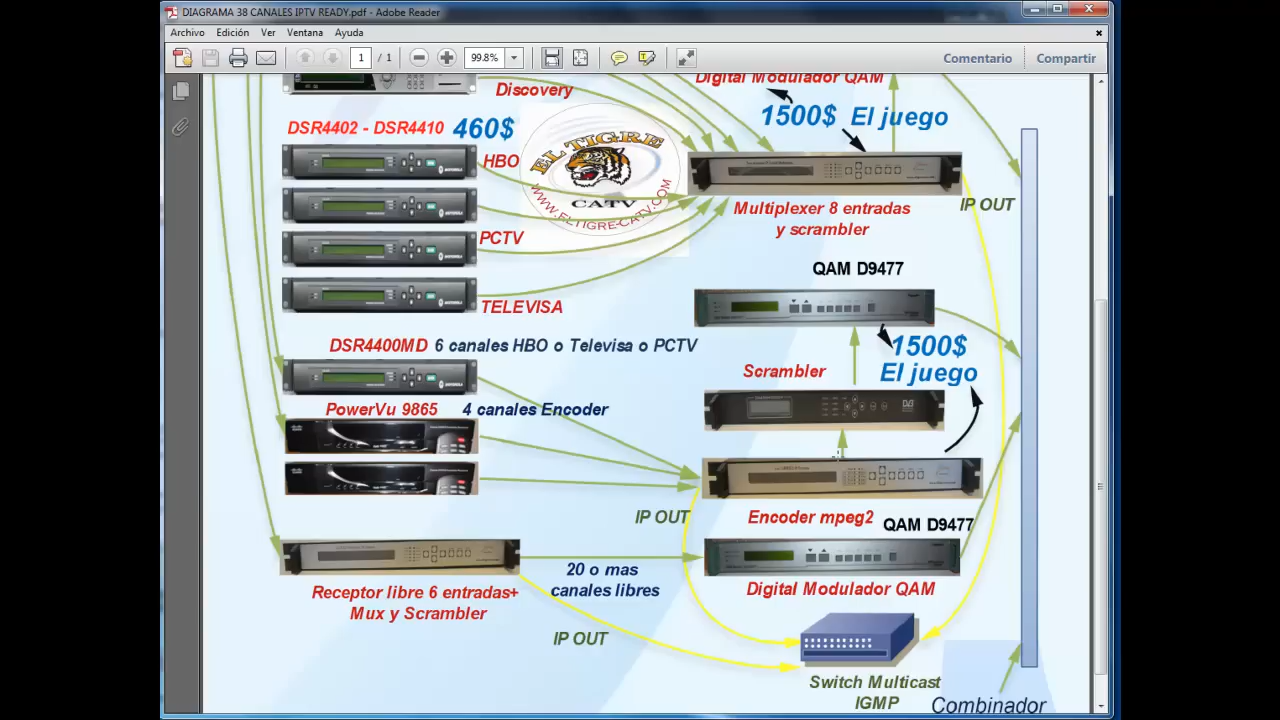 DIAGRAMA 38 CANALES IPTV READY.pdf - Adobe Reader
Archivo Edición Ver Ventana Ayuda
1 / 1 99.8% Comentario Compartir
Discovery
Digital Modulador QAM
1500$ El juego
DSR4402 - DSR4410 460$
HBO
PCTV
TELEVISA
EL TIGRE
CATV
WWW.ELTIGRE-CATV.COM
IP OUT
Multiplexer 8 entradas
y scrambler
QAM D9477
DSR4400MD 6 canales HBO o Televisa o PCTV
1500$
El juego
Scrambler
DVB
PowerVu 9865 4 canales Encoder
IP OUT
Encoder mpeg2
QAM D9477
20 o mas
canales libres
Receptor libre 6 entradas+
Mux y Scrambler
Digital Modulador QAM
IP OUT
Switch Multicast
IGMP
Combinador